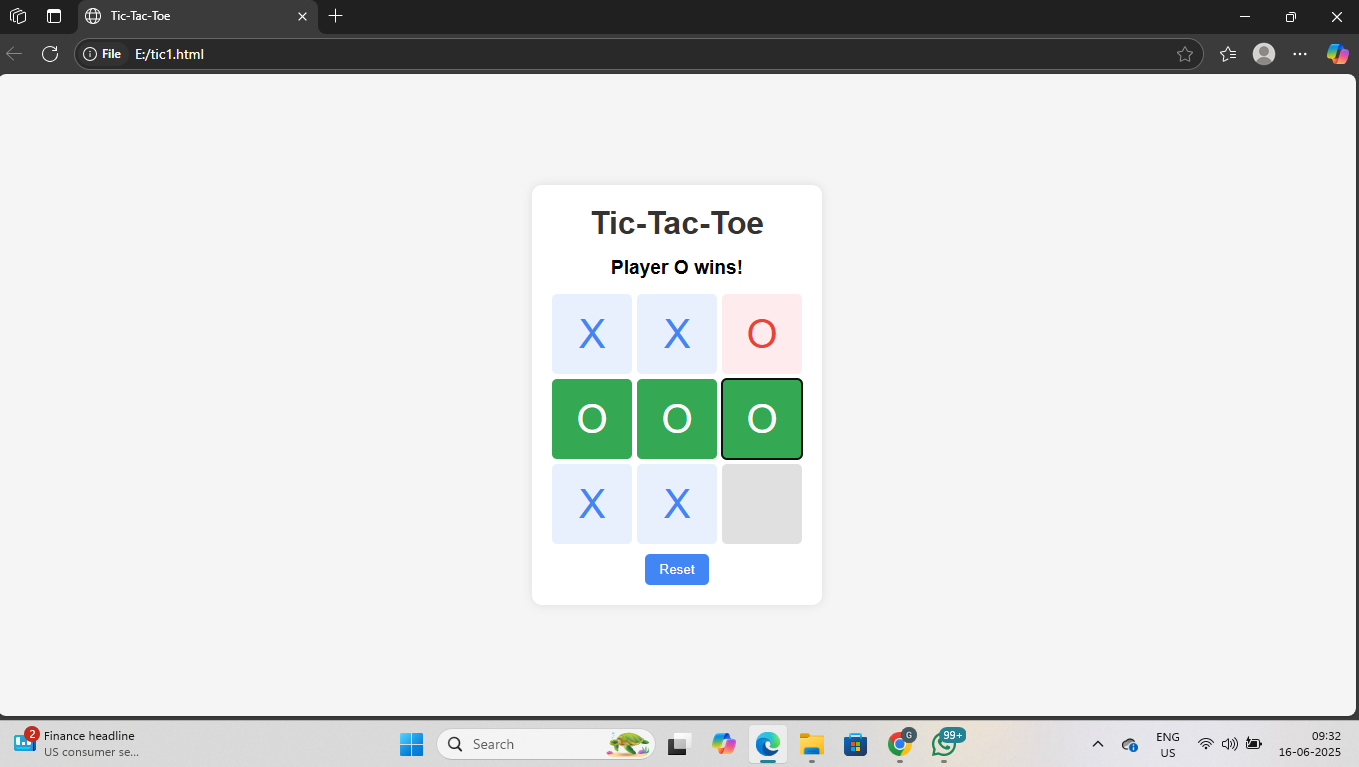 Tic-Tac-Toe
File E:/tic1.html
Tic-Tac-Toe
Player O wins!
X X O
O O O
X X
Reset
2
Finance headline
US consumer se...
Search
G
99+
ENG
US
09:32
16-06-2025